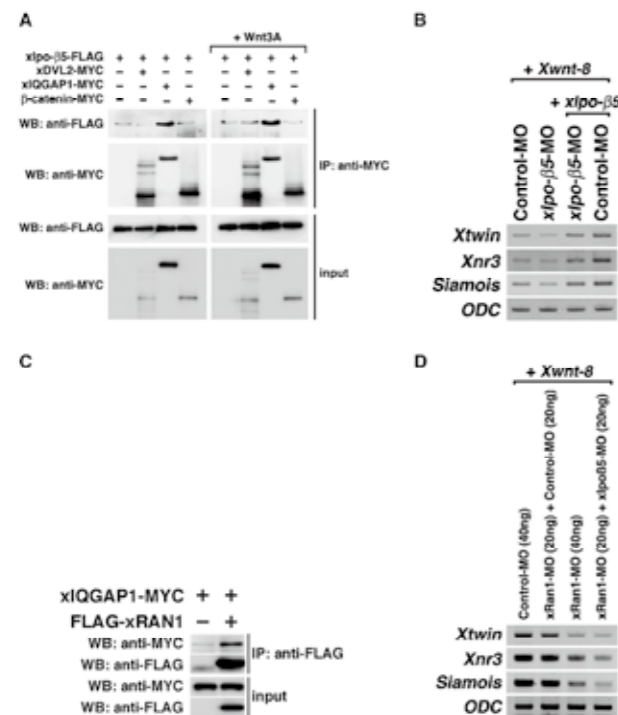 A
+ Wnt3A
xIpo-β5-FLAG + + + + + + + +
xDVL2-MYC - + - - - + - -
xIQGAP1-MYC - - + - - - + -
β-catenin-MYC - - - + - - - +
WB: anti-FLAG
WB: anti-MYC
IP: anti-MYC
WB: anti-FLAG
WB: anti-MYC
input
B
+ Xwnt-8
+ xIpo-β5
Control-MO
xIpo-β5-MO
xIpo-β5-MO
Control-MO
Xtwin
Xnr3
Siamois
ODC
C
xIQGAP1-MYC + +
FLAG-xRAN1 - +
WB: anti-MYC
WB: anti-FLAG
IP: anti-FLAG
WB: anti-MYC
WB: anti-FLAG
input
D
+ Xwnt-8
Control-MO (40ng)
xRan1-MO (20ng) + Control-MO (20ng)
xRan1-MO (40ng)
xRan1-MO (20ng) + xIpoß5-MO (20ng)
Xtwin
Xnr3
Siamois
ODC